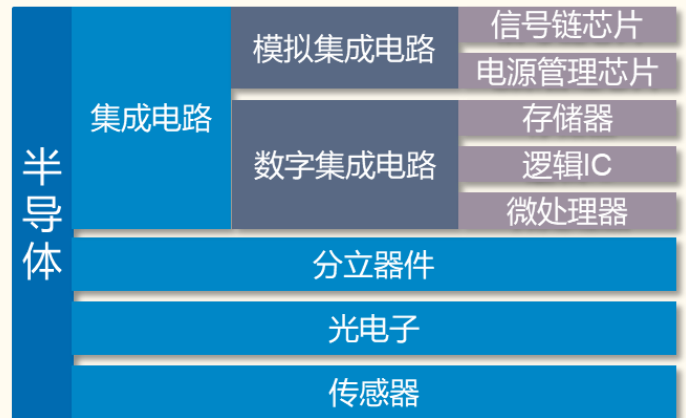 半导体
集成电路
模拟集成电路
信号链芯片
电源管理芯片
数字集成电路
存储器
逻辑IC
微处理器
分立器件
光电子
传感器